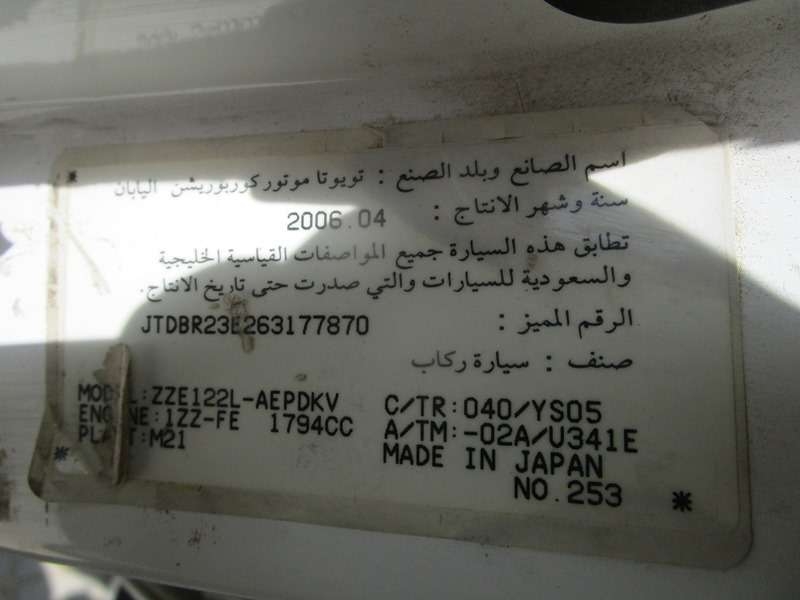 اسم الصانع وبلد الصنع : تويوتا موتور كوربوريشن اليابان
سنة وشهر الانتاج : 2006.04
تطابق هذه السيارة جميع المواصفات القياسية الخليجية
والسعودية للسيارات والتي صدرت حتى تاريخ الانتاج.
الرقم المميز : JTDBR23E263177870
صنف : سيارة ركاب
MODEL:ZZE122L-AEPDKV C/TR:040/YS05
ENGINE:1ZZ-FE 1794CC A/TM:-02A/U341E
PLANT:M21 MADE IN JAPAN
NO.253